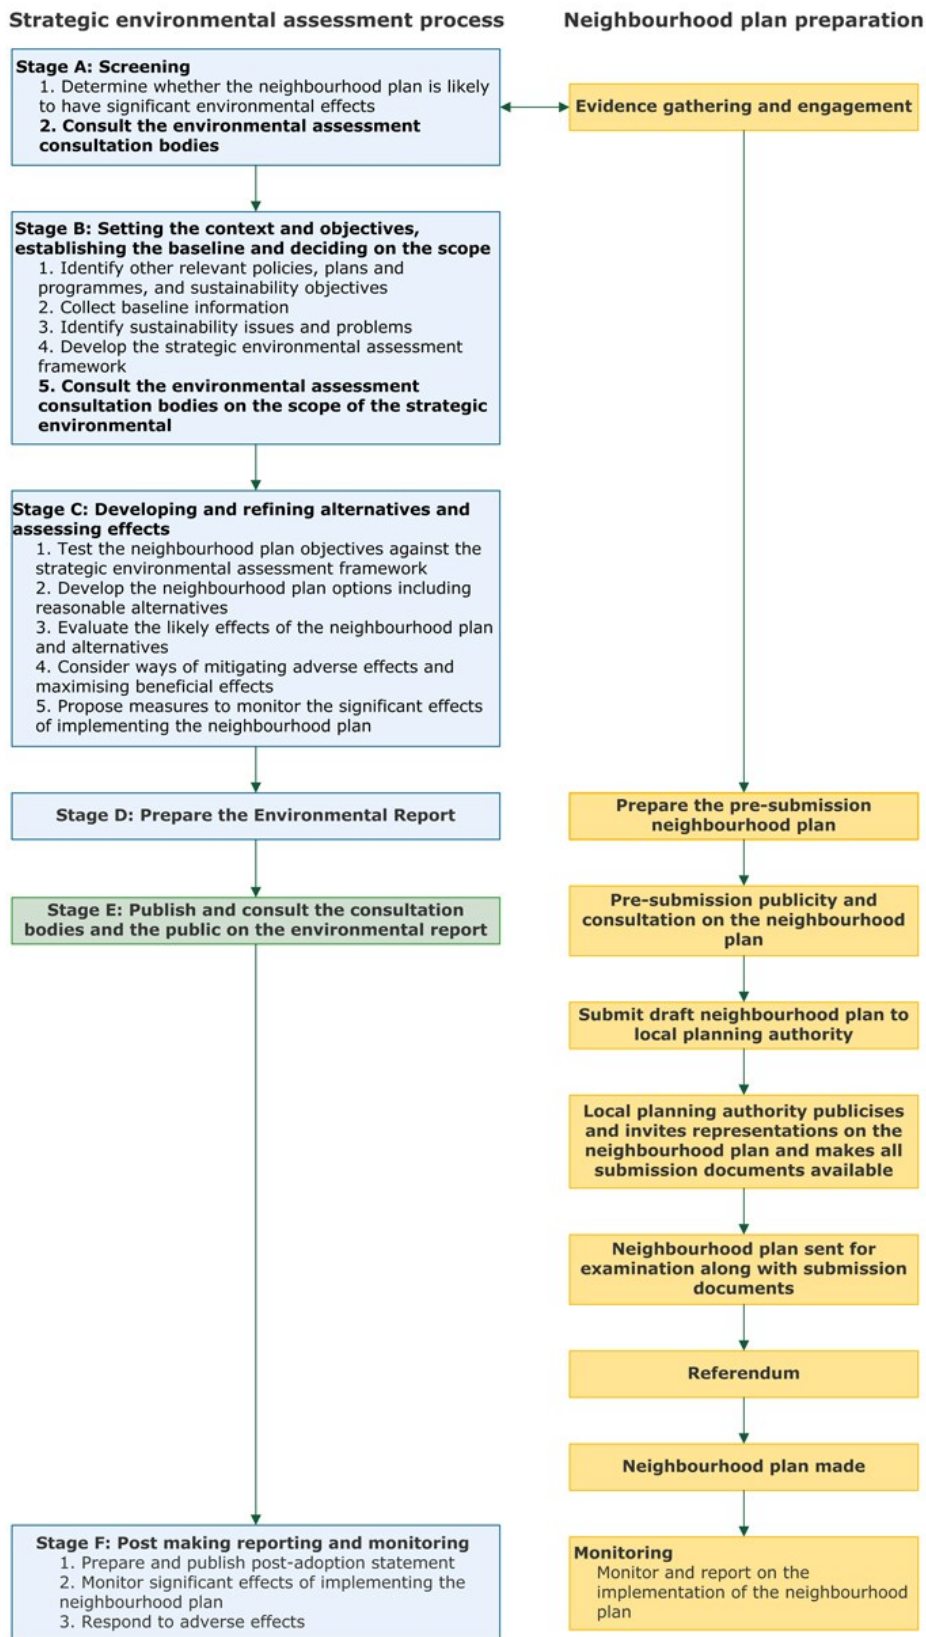 Strategic environmental assessment process
Neighbourhood plan preparation
Stage A: Screening
1. Determine whether the neighbourhood plan is likely
to have significant environmental effects
2. Consult the environmental assessment
consultation bodies
Evidence gathering and engagement
Stage B: Setting the context and objectives,
establishing the baseline and deciding on the scope
1. Identify other relevant policies, plans and
programmes, and sustainability objectives
2. Collect baseline information
3. Identify sustainability issues and problems
4. Develop the strategic environmental assessment
framework
5. Consult the environmental assessment
consultation bodies on the scope of the strategic
environmental
Stage C: Developing and refining alternatives and
assessing effects
1. Test the neighbourhood plan objectives against the
strategic environmental assessment framework
2. Develop the neighbourhood plan options including
reasonable alternatives
3. Evaluate the likely effects of the neighbourhood plan
and alternatives
4. Consider ways of mitigating adverse effects and
maximising beneficial effects
5. Propose measures to monitor the significant effects
of implementing the neighbourhood plan
Stage D: Prepare the Environmental Report
Prepare the pre-submission
neighbourhood plan
Stage E: Publish and consult the consultation
bodies and the public on the environmental report
Pre-submission publicity and
consultation on the neighbourhood
plan
Submit draft neighbourhood plan to
local planning authority
Local planning authority publicises
and invites representations on the
neighbourhood plan and makes all
submission documents available
Neighbourhood plan sent for
examination along with submission
documents
Referendum
Neighbourhood plan made
Stage F: Post making reporting and monitoring
1. Prepare and publish post-adoption statement
2. Monitor significant effects of implementing the
neighbourhood plan
3. Respond to adverse effects
Monitoring
Monitor and report on the
implementation of the neighbourhood
plan